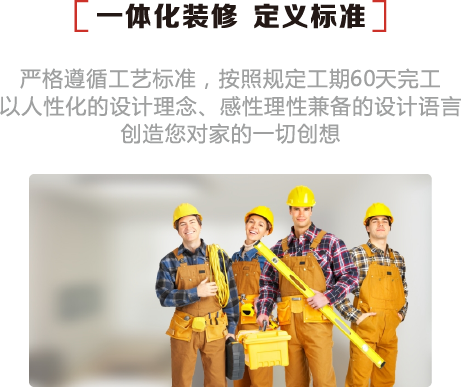 一体化装修 定义标准
严格遵循工艺标准，按照规定工期60天完工
以人性化的设计理念、感性理性兼备的设计语言
创造您对家的一切创想